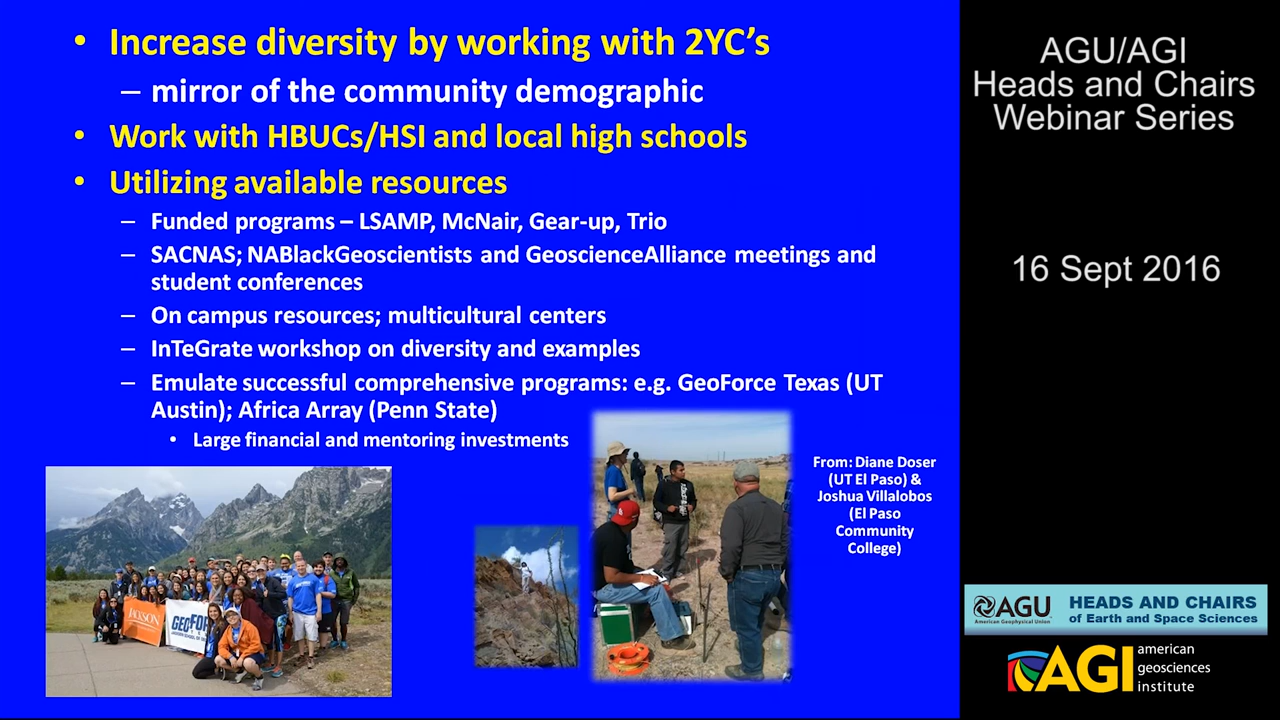 • Increase diversity by working with 2YC's
– mirror of the community demographic
• Work with HBUCs/HSI and local high schools
• Utilizing available resources
– Funded programs – LSAMP, McNair, Gear-up, Trio
– SACNAS; NABlackGeoscientists and GeoscienceAlliance meetings and
student conferences
– On campus resources; multicultural centers
– InTeGrate workshop on diversity and examples
– Emulate successful comprehensive programs: e.g. GeoForce Texas (UT
Austin); Africa Array (Penn State)
• Large financial and mentoring investments
From: Diane Doser
(UT El Paso) &
Joshua Villalobos
(El Paso
Community
College)
JACKSON
AGU/AGI
Heads and Chairs
Webinar Series
16 Sept 2016
AGU
American Geophysical Union
HEADS AND CHAIRS
of Earth and Space Sciences
AGI
american
geosciences
institute